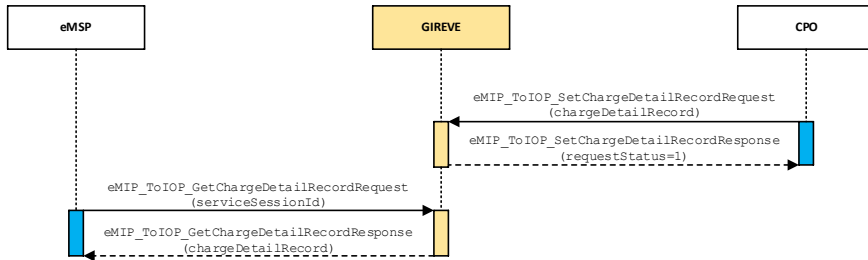 eMSP
GIREVE
CPO
eMIP_ToIOP_SetChargeDetailRecordRequest
(chargeDetailRecord)
eMIP_ToIOP_SetChargeDetailRecordResponse
(requestStatus=1)
eMIP_ToIOP_GetChargeDetailRecordRequest
(serviceSessionId)
eMIP_ToIOP_GetChargeDetailRecordResponse
(chargeDetailRecord)